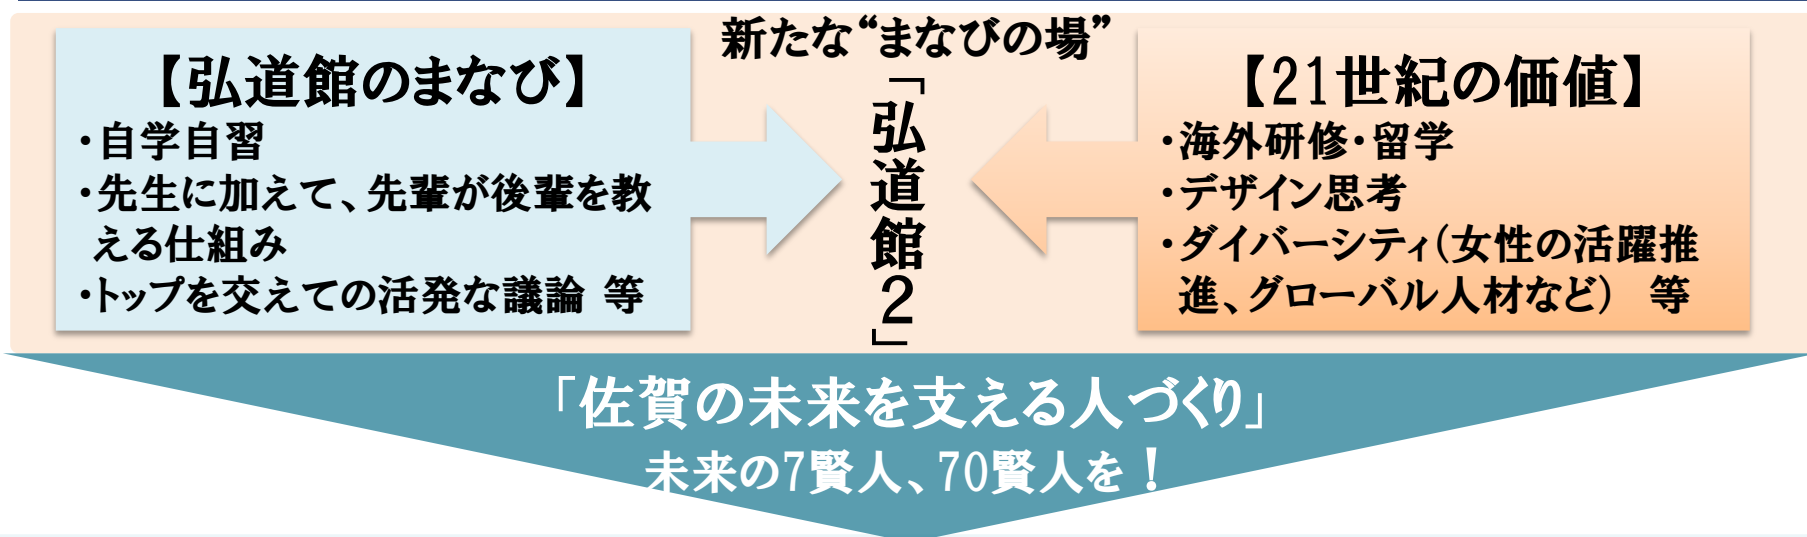 新たな“まなびの場”
「弘道館2」
【弘道館のまなび】
・自学自習
・先生に加えて、先輩が後輩を教
える仕組み
・トップを交えての活発な議論 等
【21世紀の価値】
・海外研修・留学
・デザイン思考
・ダイバーシティ(女性の活躍推
進、グローバル人材など) 等
「佐賀の未来を支える人づくり」
未来の7賢人、70賢人を！